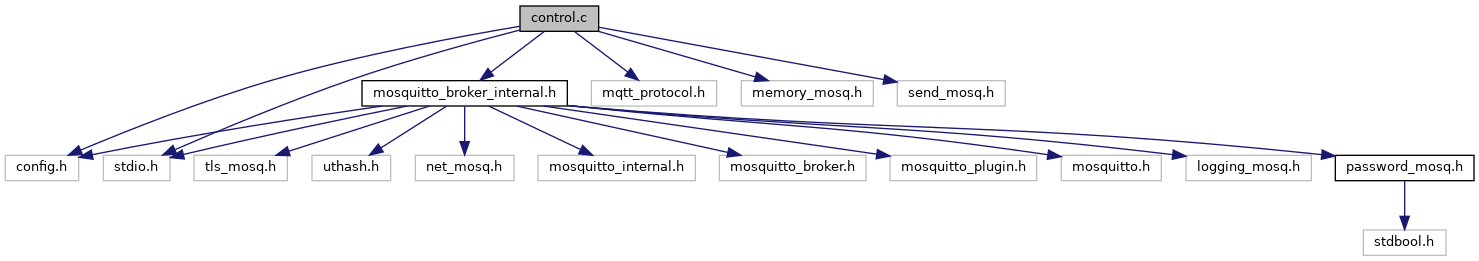 control.c
mosquitto_broker_internal.h
mqtt_protocol.h
memory_mosq.h
send_mosq.h
config.h
stdio.h
tls_mosq.h
uthash.h
net_mosq.h
mosquitto_internal.h
mosquitto_broker.h
mosquitto_plugin.h
mosquitto.h
logging_mosq.h
password_mosq.h
stdbool.h